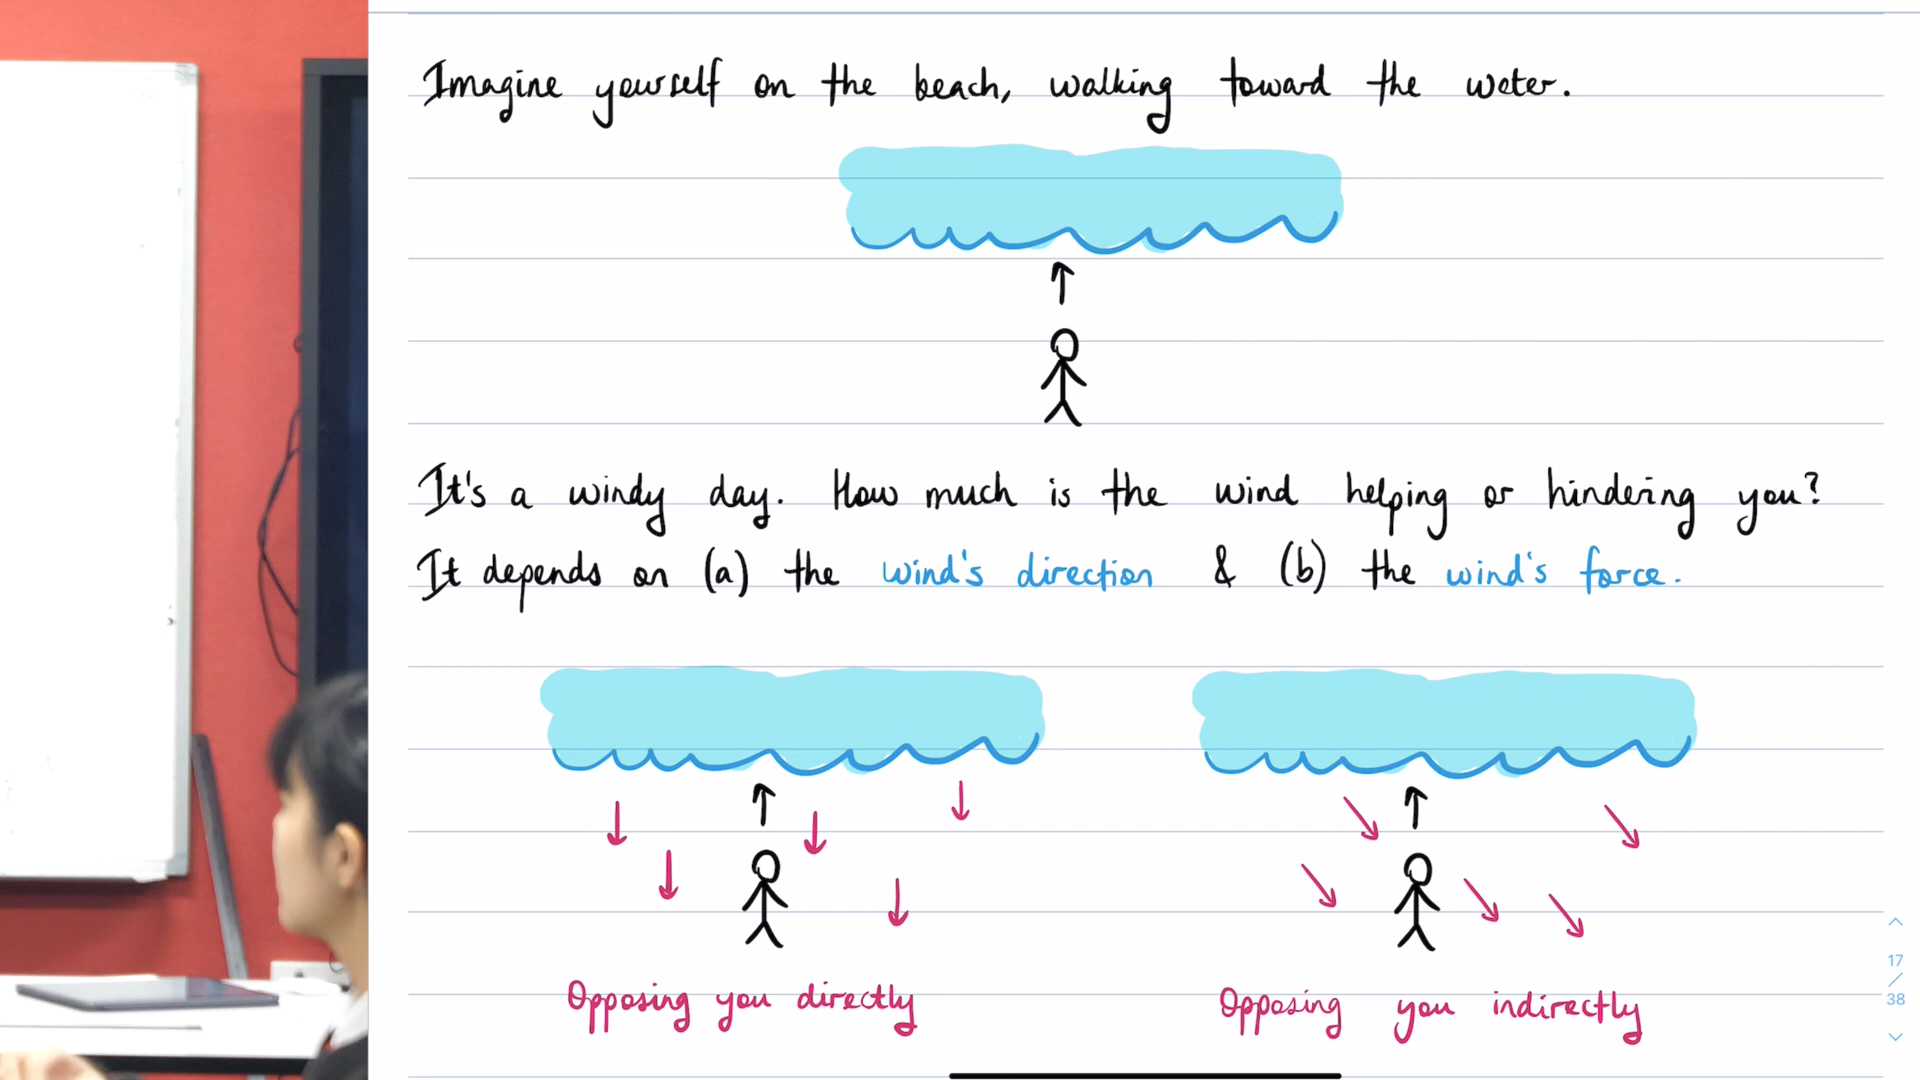 Imagine yourself on the beach, walking toward the water.
It's a windy day. How much is the wind helping or hindering you?
It depends on (a) the wind's direction & (b) the wind's force.
Opposing you directly
Opposing you indirectly
17
/
38